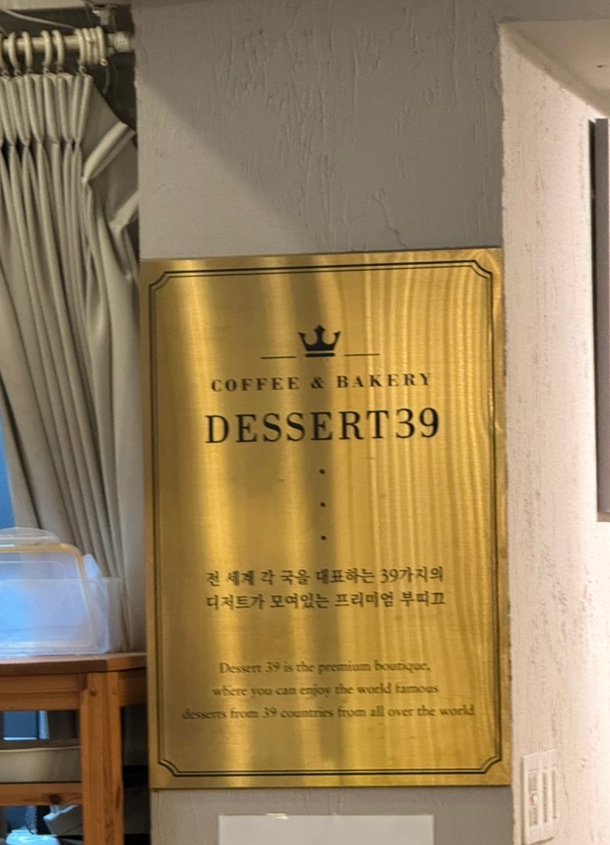 COFFEE & BAKERY
DESSERT39
전 세계 각 국을 대표하는 39가지의
디저트가 모여있는 프리미엄 부띠끄
Dessert 39 is the premium boutique,
where you can enjoy the world famous
desserts from 39 countries from all over the world